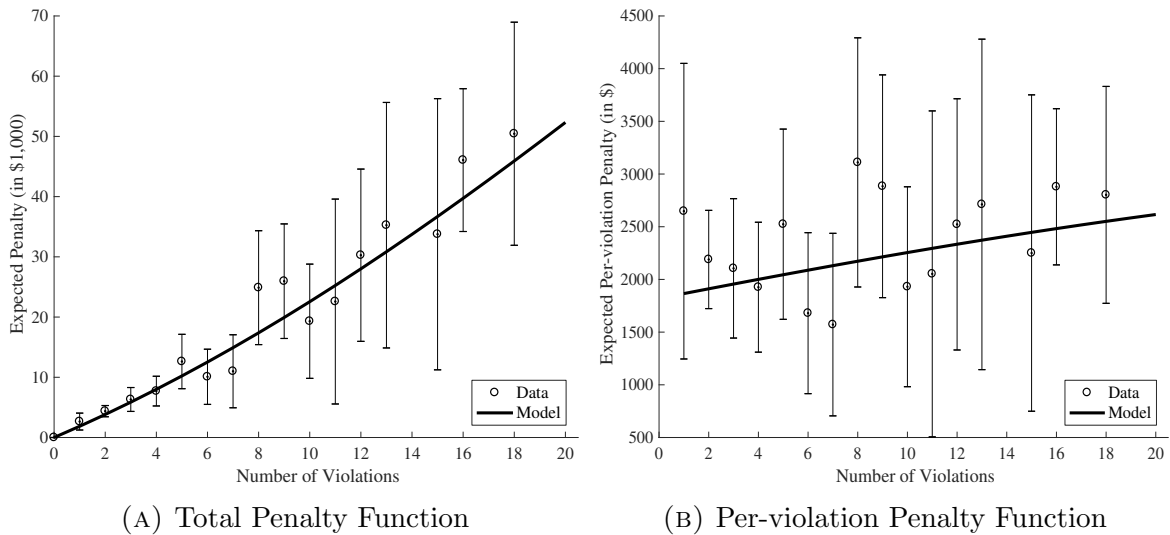 70
60
50
40
30
20
10
0
0 2 4 6 8 10 12 14 16 18 20
Expected Penalty (in $1,000)
Number of Violations
Data
Model
(A) Total Penalty Function
4500
4000
3500
3000
2500
2000
1500
1000
500
0 2 4 6 8 10 12 14 16 18 20
Expected Per-violation Penalty (in $)
Number of Violations
Data
Model
(B) Per-violation Penalty Function